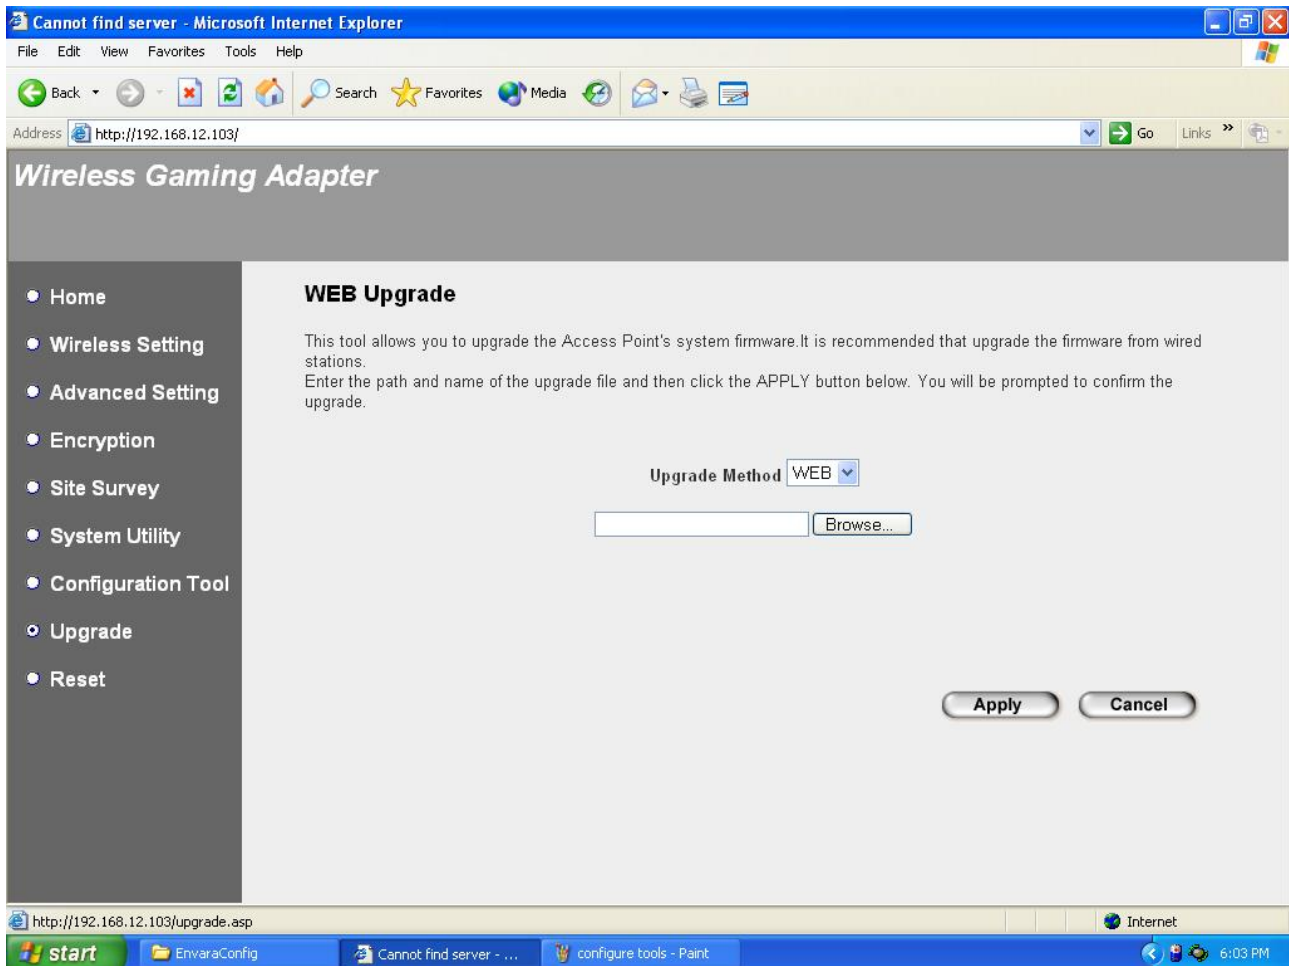 Cannot find server - Microsoft Internet Explorer
File Edit View Favorites Tools Help
Back Search Favorites Media
Address http://192.168.12.103/ Go Links »
Wireless Gaming Adapter
Home
Wireless Setting
Advanced Setting
Encryption
Site Survey
System Utility
Configuration Tool
Upgrade
Reset
WEB Upgrade
This tool allows you to upgrade the Access Point's system firmware.It is recommended that upgrade the firmware from wired
stations.
Enter the path and name of the upgrade file and then click the APPLY button below. You will be prompted to confirm the
upgrade.
Upgrade Method WEB
Browse...
Apply Cancel
http://192.168.12.103/upgrade.asp Internet
start EnvaraConfig Cannot find server - ... configure tools - Paint 6:03 PM